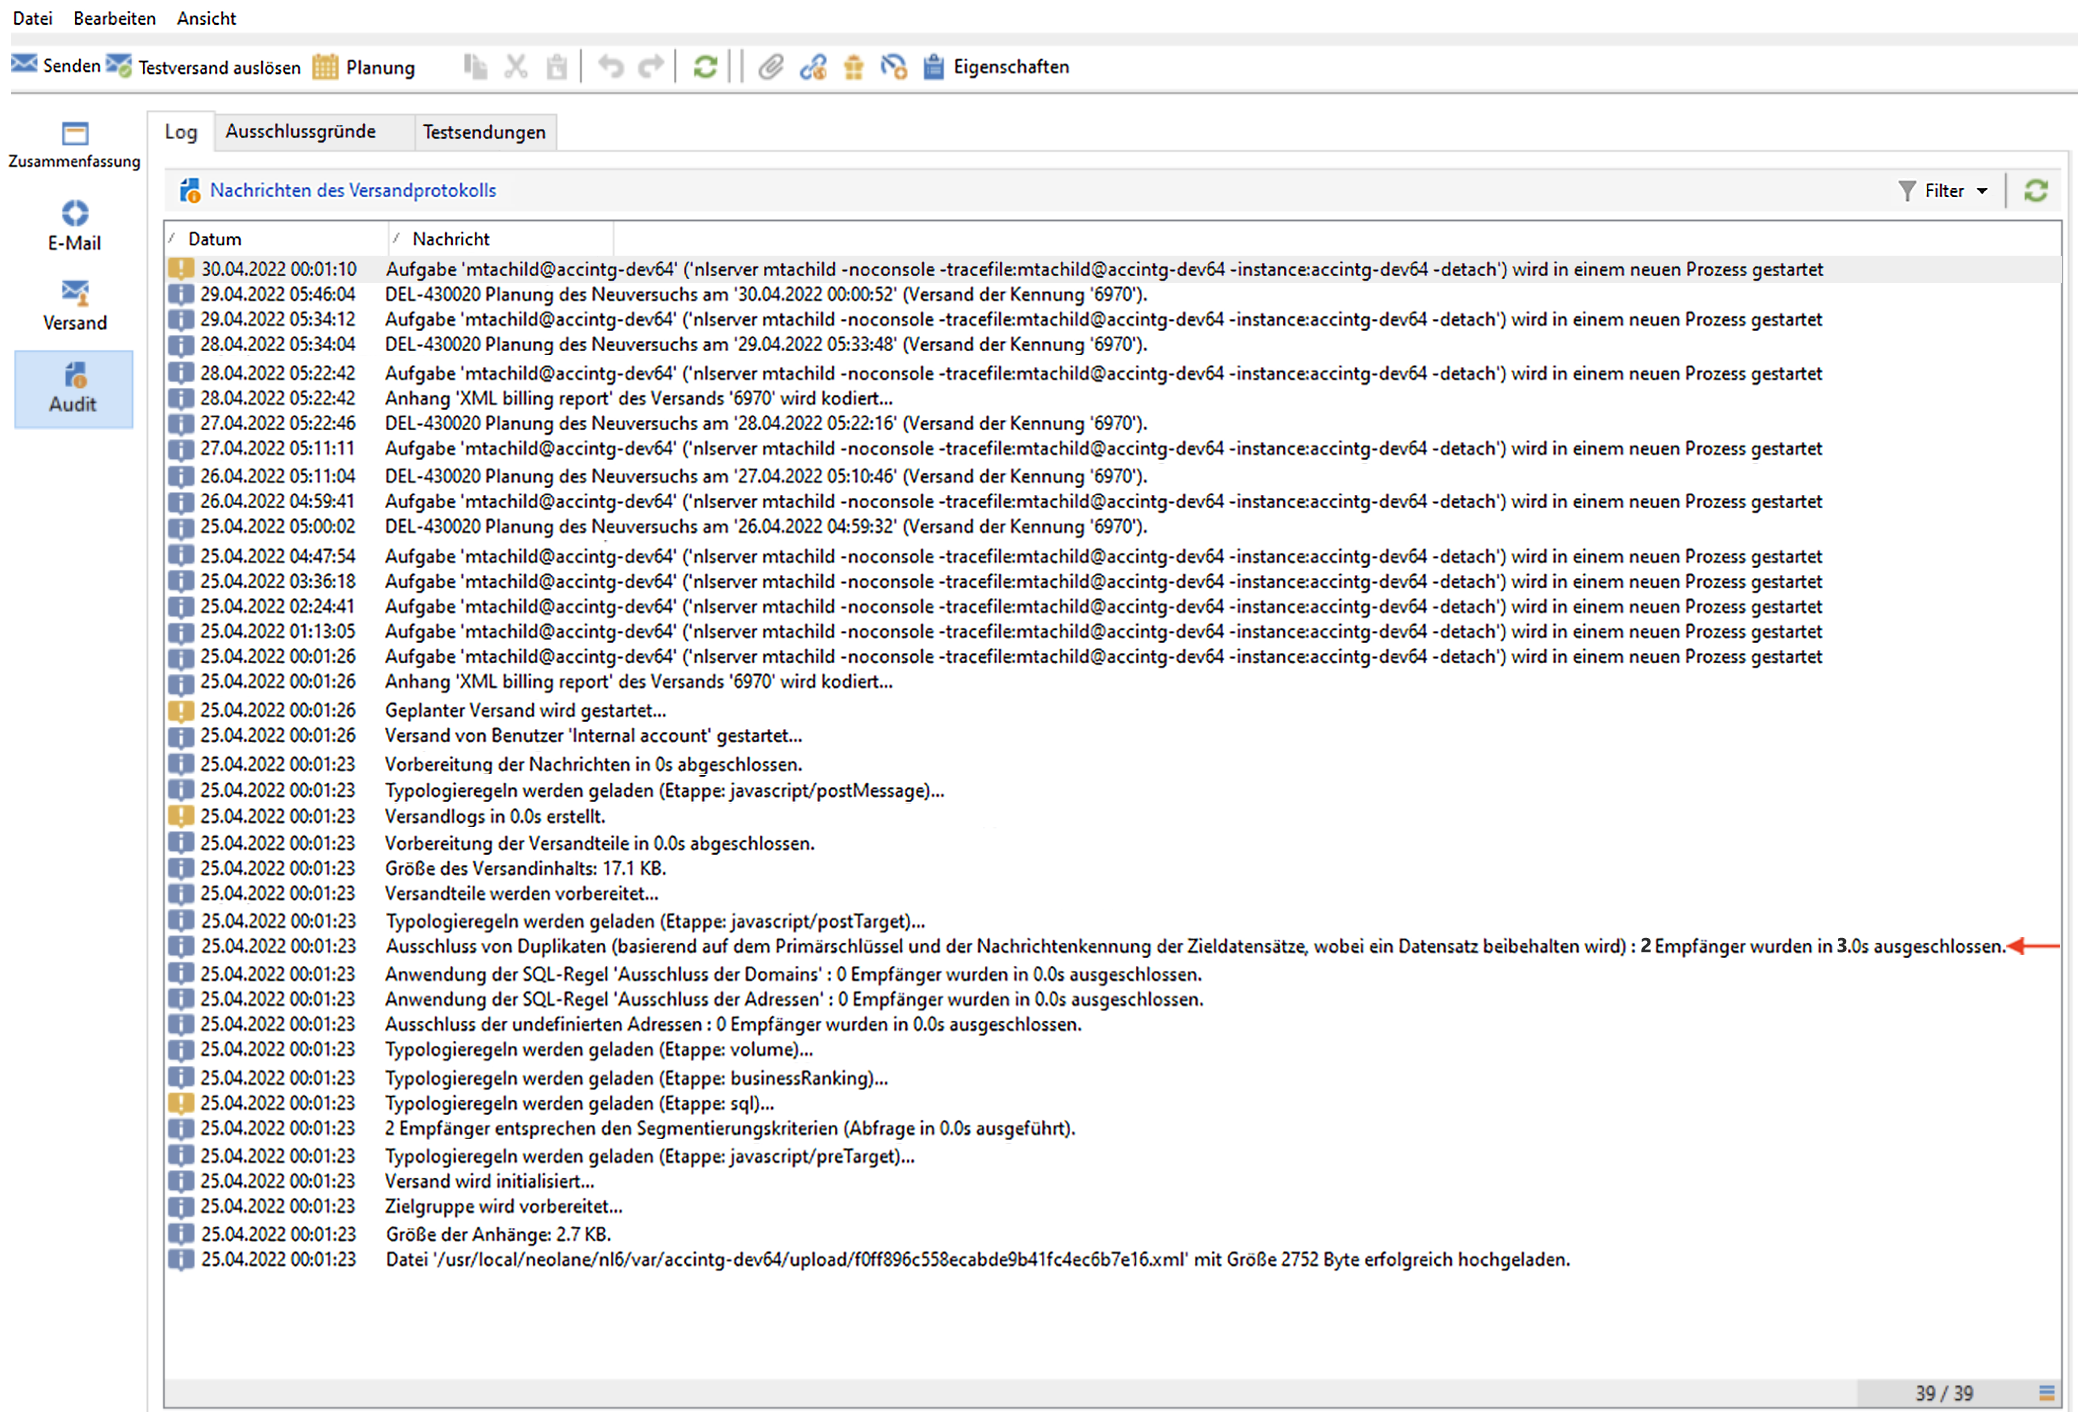 Datei Bearbeiten Ansicht
Senden Testversand auslösen Planung Eigenschaften
Zusammenfassung
E-Mail
Versand
Audit
Log Ausschlussgründe Testsendungen
Nachrichten des Versandprotokolls Filter
Datum Nachricht
30.04.2022 00:01:10 Aufgabe 'mtachild@accintg-dev64' ('nlserver mtachild -noconsole -tracefile:mtachild@accintg-dev64 -instance:accintg-dev64 -detach') wird in einem neuen Prozess gestartet
29.04.2022 05:46:04 DEL-430020 Planung des Neuversuchs am '30.04.2022 00:00:52' (Versand der Kennung '6970').
29.04.2022 05:34:12 Aufgabe 'mtachild@accintg-dev64' ('nlserver mtachild -noconsole -tracefile:mtachild@accintg-dev64 -instance:accintg-dev64 -detach') wird in einem neuen Prozess gestartet
28.04.2022 05:34:04 DEL-430020 Planung des Neuversuchs am '29.04.2022 05:33:48' (Versand der Kennung '6970').
28.04.2022 05:22:42 Aufgabe 'mtachild@accintg-dev64' ('nlserver mtachild -noconsole -tracefile:mtachild@accintg-dev64 -instance:accintg-dev64 -detach') wird in einem neuen Prozess gestartet
28.04.2022 05:22:42 Anhang 'XML billing report' des Versands '6970' wird kodiert...
27.04.2022 05:22:46 DEL-430020 Planung des Neuversuchs am '28.04.2022 05:22:16' (Versand der Kennung '6970').
27.04.2022 05:11:11 Aufgabe 'mtachild@accintg-dev64' ('nlserver mtachild -noconsole -tracefile:mtachild@accintg-dev64 -instance:accintg-dev64 -detach') wird in einem neuen Prozess gestartet
26.04.2022 05:11:04 DEL-430020 Planung des Neuversuchs am '27.04.2022 05:10:46' (Versand der Kennung '6970').
26.04.2022 04:59:41 Aufgabe 'mtachild@accintg-dev64' ('nlserver mtachild -noconsole -tracefile:mtachild@accintg-dev64 -instance:accintg-dev64 -detach') wird in einem neuen Prozess gestartet
25.04.2022 05:00:02 DEL-430020 Planung des Neuversuchs am '26.04.2022 04:59:32' (Versand der Kennung '6970').
25.04.2022 04:47:54 Aufgabe 'mtachild@accintg-dev64' ('nlserver mtachild -noconsole -tracefile:mtachild@accintg-dev64 -instance:accintg-dev64 -detach') wird in einem neuen Prozess gestartet
25.04.2022 03:36:18 Aufgabe 'mtachild@accintg-dev64' ('nlserver mtachild -noconsole -tracefile:mtachild@accintg-dev64 -instance:accintg-dev64 -detach') wird in einem neuen Prozess gestartet
25.04.2022 02:24:41 Aufgabe 'mtachild@accintg-dev64' ('nlserver mtachild -noconsole -tracefile:mtachild@accintg-dev64 -instance:accintg-dev64 -detach') wird in einem neuen Prozess gestartet
25.04.2022 01:13:05 Aufgabe 'mtachild@accintg-dev64' ('nlserver mtachild -noconsole -tracefile:mtachild@accintg-dev64 -instance:accintg-dev64 -detach') wird in einem neuen Prozess gestartet
25.04.2022 00:01:26 Aufgabe 'mtachild@accintg-dev64' ('nlserver mtachild -noconsole -tracefile:mtachild@accintg-dev64 -instance:accintg-dev64 -detach') wird in einem neuen Prozess gestartet
25.04.2022 00:01:26 Anhang 'XML billing report' des Versands '6970' wird kodiert...
25.04.2022 00:01:26 Geplanter Versand wird gestartet...
25.04.2022 00:01:26 Versand von Benutzer 'Internal account' gestartet...
25.04.2022 00:01:23 Vorbereitung der Nachrichten in 0s abgeschlossen.
25.04.2022 00:01:23 Typologieregeln werden geladen (Etappe: javascript/postMessage)...
25.04.2022 00:01:23 Versandlogs in 0.0s erstellt.
25.04.2022 00:01:23 Vorbereitung der Versandteile in 0.0s abgeschlossen.
25.04.2022 00:01:23 Größe des Versandinhalts: 17.1 KB.
25.04.2022 00:01:23 Versandteile werden vorbereitet...
25.04.2022 00:01:23 Typologieregeln werden geladen (Etappe: javascript/postTarget)...
25.04.2022 00:01:23 Ausschluss von Duplikaten (basierend auf dem Primärschlüssel und der Nachrichtenkennung der Zieldatensätze, wobei ein Datensatz beibehalten wird) : 2 Empfänger wurden in 3.0s ausgeschlossen.
25.04.2022 00:01:23 Anwendung der SQL-Regel 'Ausschluss der Domains' : 0 Empfänger wurden in 0.0s ausgeschlossen.
25.04.2022 00:01:23 Anwendung der SQL-Regel 'Ausschluss der Adressen' : 0 Empfänger wurden in 0.0s ausgeschlossen.
25.04.2022 00:01:23 Ausschluss der undefinierten Adressen : 0 Empfänger wurden in 0.0s ausgeschlossen.
25.04.2022 00:01:23 Typologieregeln werden geladen (Etappe: volume)...
25.04.2022 00:01:23 Typologieregeln werden geladen (Etappe: businessRanking)...
25.04.2022 00:01:23 Typologieregeln werden geladen (Etappe: sql)...
25.04.2022 00:01:23 2 Empfänger entsprechen den Segmentierungskriterien (Abfrage in 0.0s ausgeführt).
25.04.2022 00:01:23 Typologieregeln werden geladen (Etappe: javascript/preTarget)...
25.04.2022 00:01:23 Versand wird initialisiert...
25.04.2022 00:01:23 Zielgruppe wird vorbereitet...
25.04.2022 00:01:23 Größe der Anhänge: 2.7 KB.
25.04.2022 00:01:23 Datei '/usr/local/neolane/nl6/var/accintg-dev64/upload/f0ff896c558ecabde9b41fc4ec6b7e16.xml' mit Größe 2752 Byte erfolgreich hochgeladen.
39 / 39